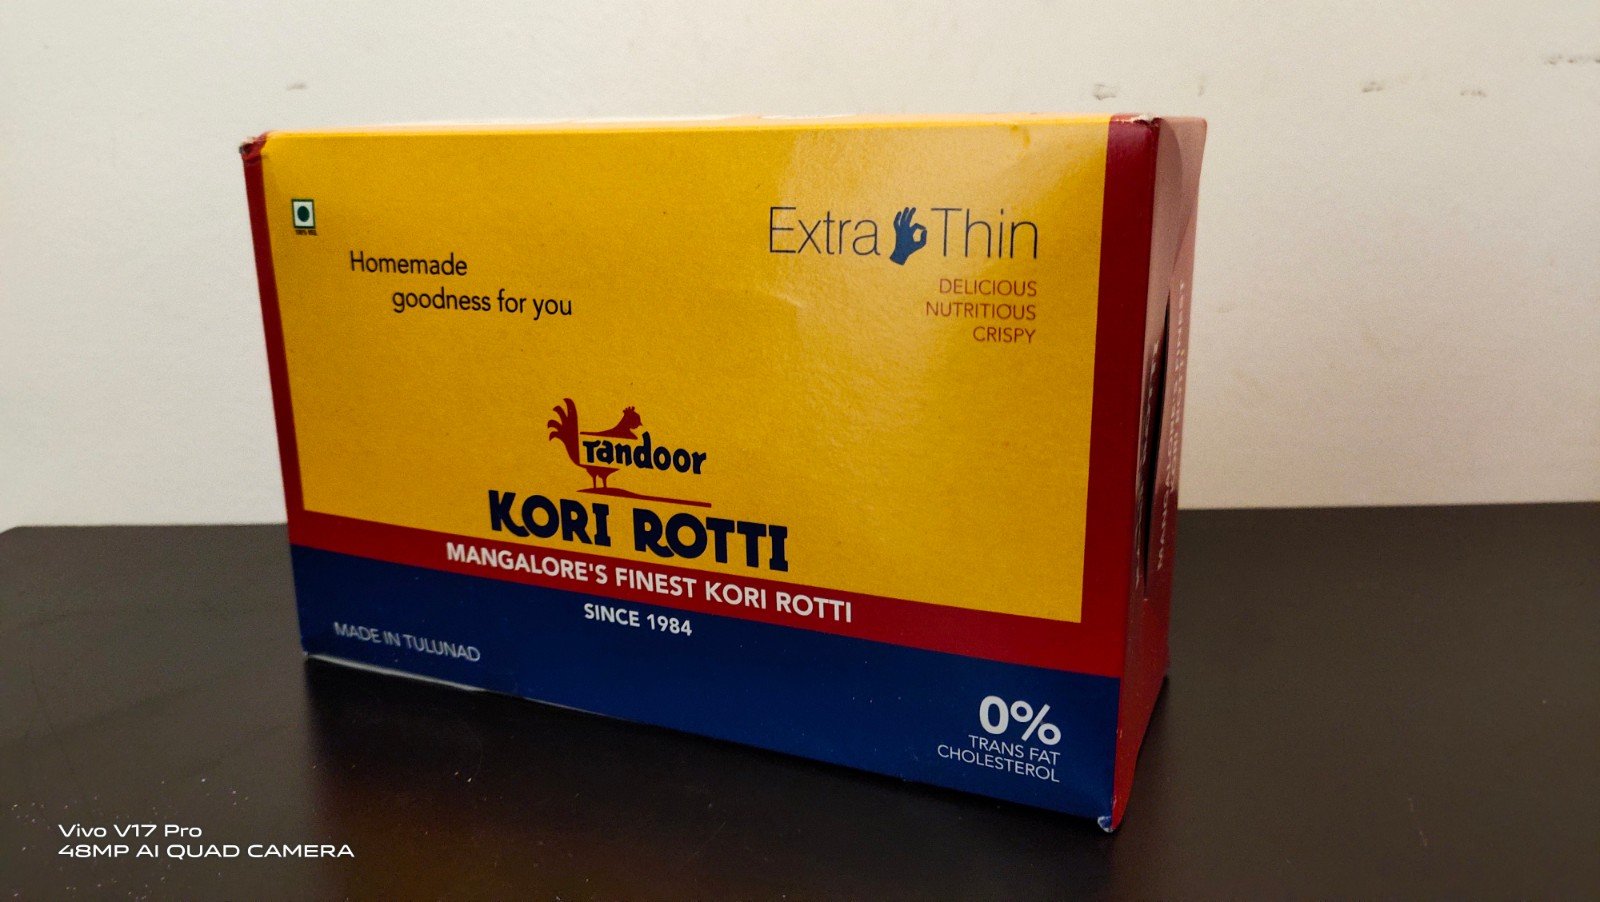 Homemade
goodness for you
Extra Thin
DELICIOUS
NUTRITIOUS
CRISPY
Tandoor
KORI ROTTI
MANGALORE'S FINEST KORI ROTTI
SINCE 1984
MADE IN TULUNAD
0%
TRANS FAT
CHOLESTEROL
Vivo V17 Pro
48MP AI QUAD CAMERA